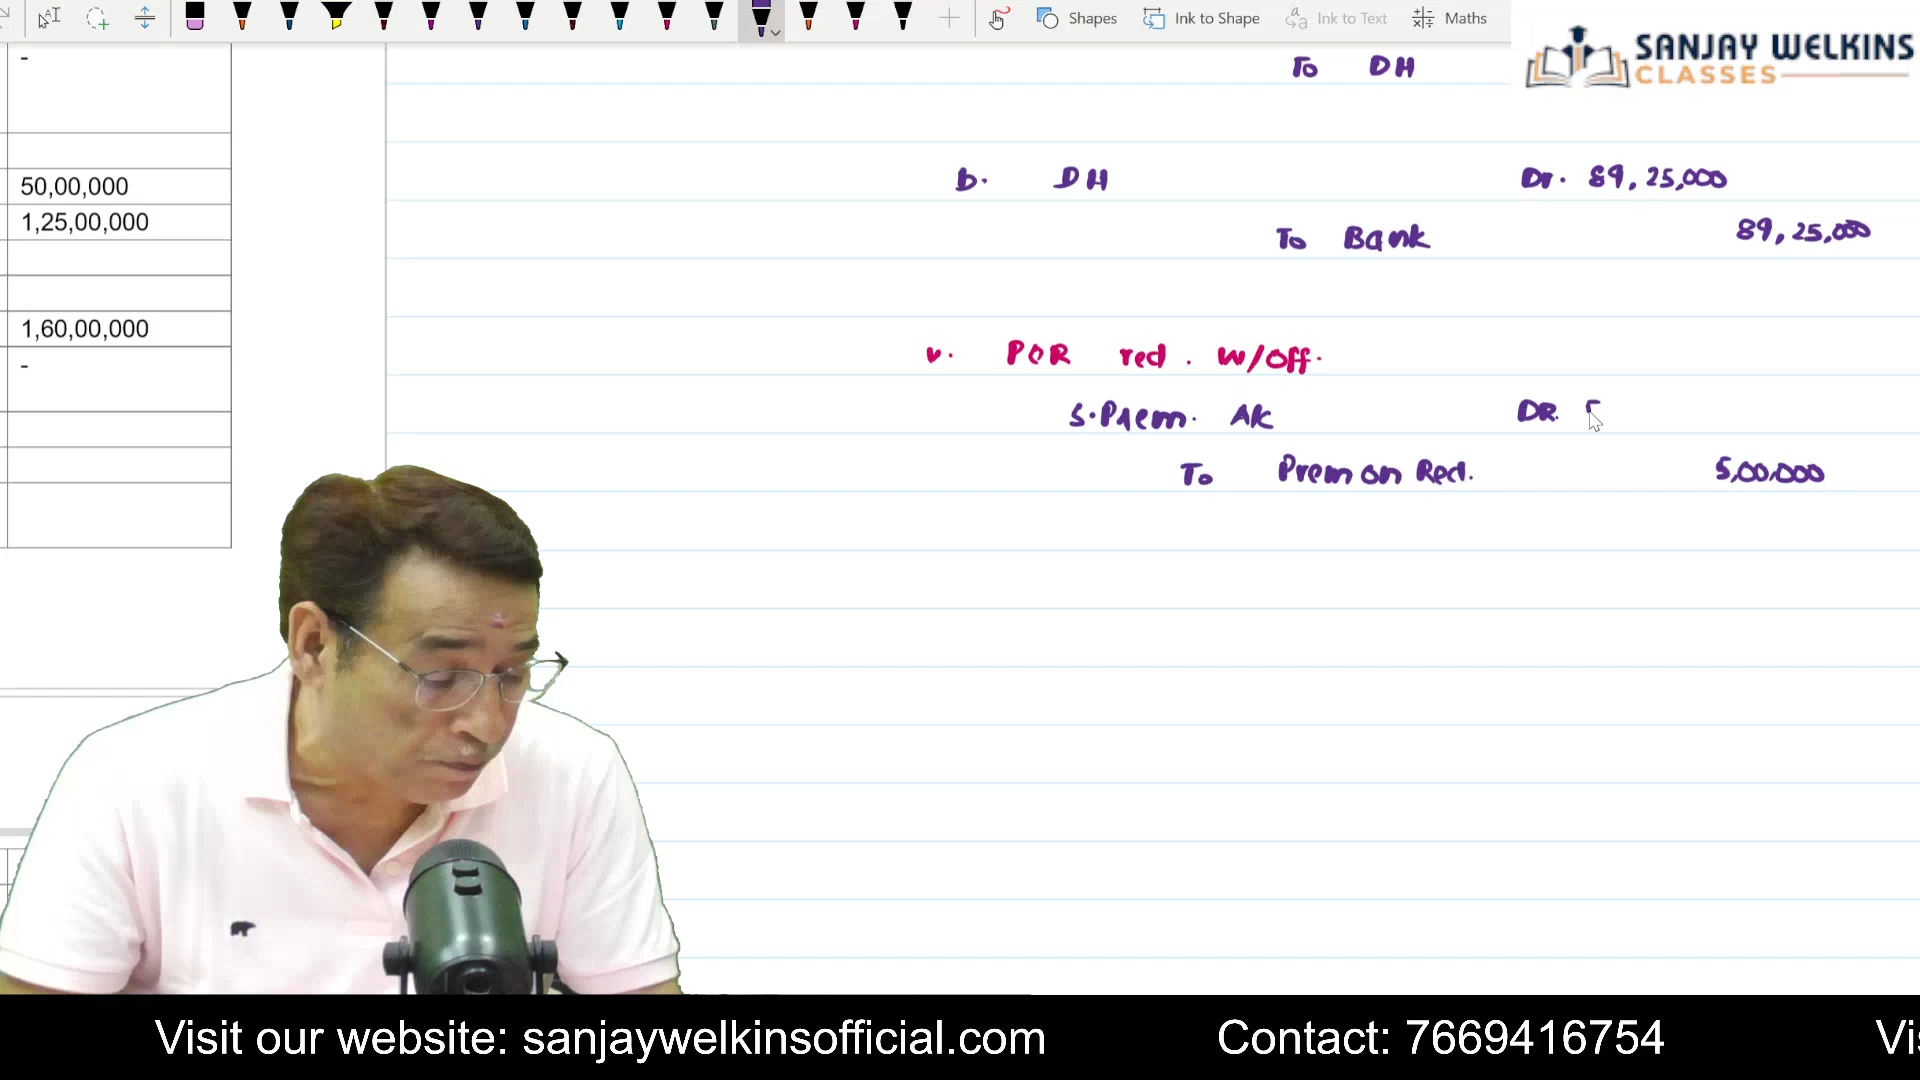 Shapes Ink to Shape Ink to Text Maths
SANJAY WELKINS
CLASSES
-
50,00,000
1,25,00,000
1,60,00,000
-
To DH
b. DH Dr. 89,25,000
To Bank 89,25,000
v. POR red. W/off.
S.Prem. A/c DR. 5
To Prem on Red. 5,00,000
Visit our website: sanjaywelkinsofficial.com Contact: 7669416754 Vis